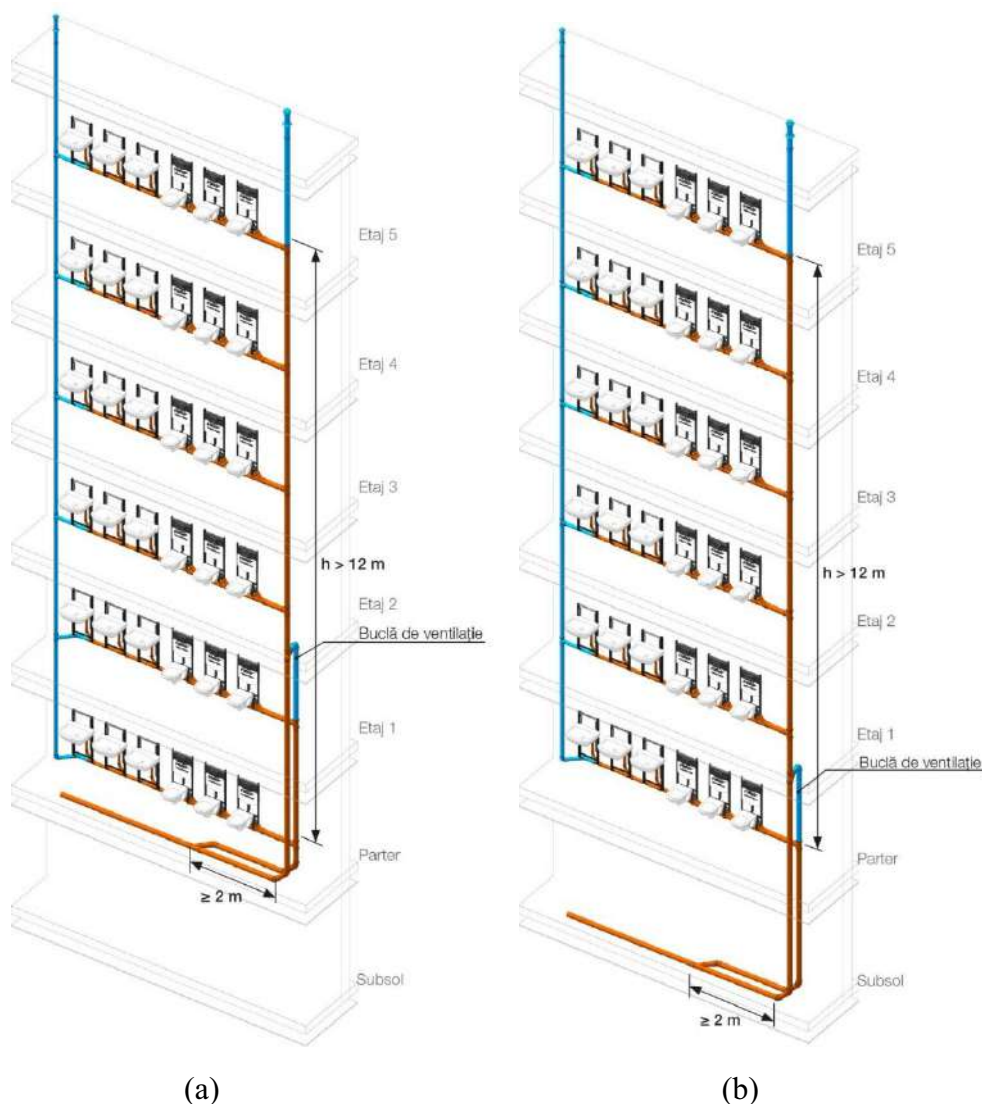 Etaj 5
Etaj 4
Etaj 3
h > 12 m
Etaj 2
Buclă de ventilație
Etaj 1
Parter
≥ 2 m
Subsol
(a)
Etaj 5
Etaj 4
Etaj 3
h > 12 m
Etaj 2
Etaj 1
Buclă de ventilație
Parter
Subsol
≥ 2 m
(b)